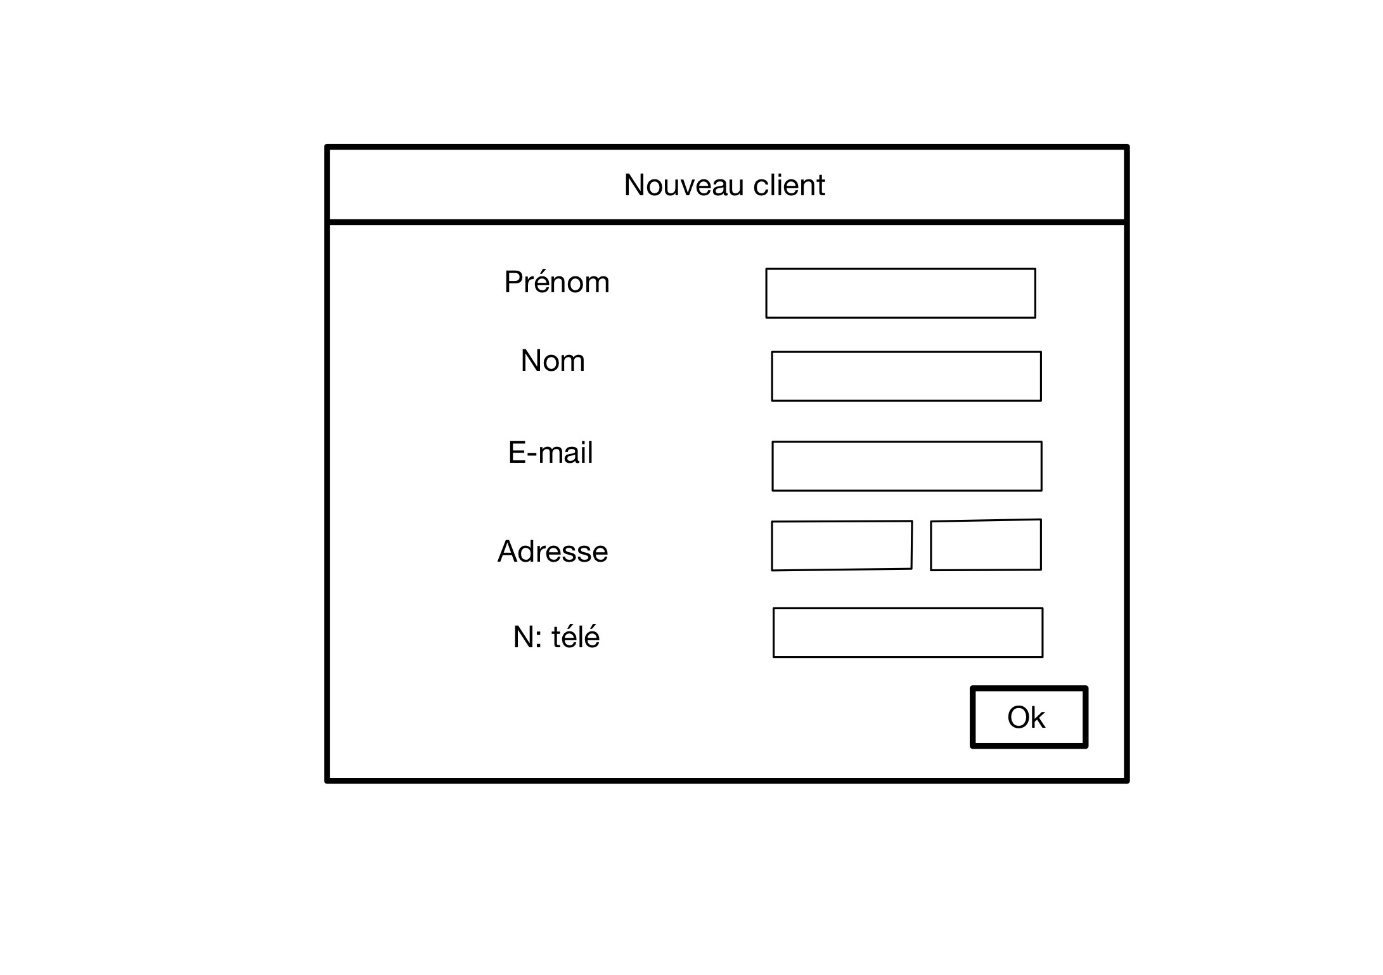 Nouveau client
Prénom
Nom
E-mail
Adresse
N: télé
Ok